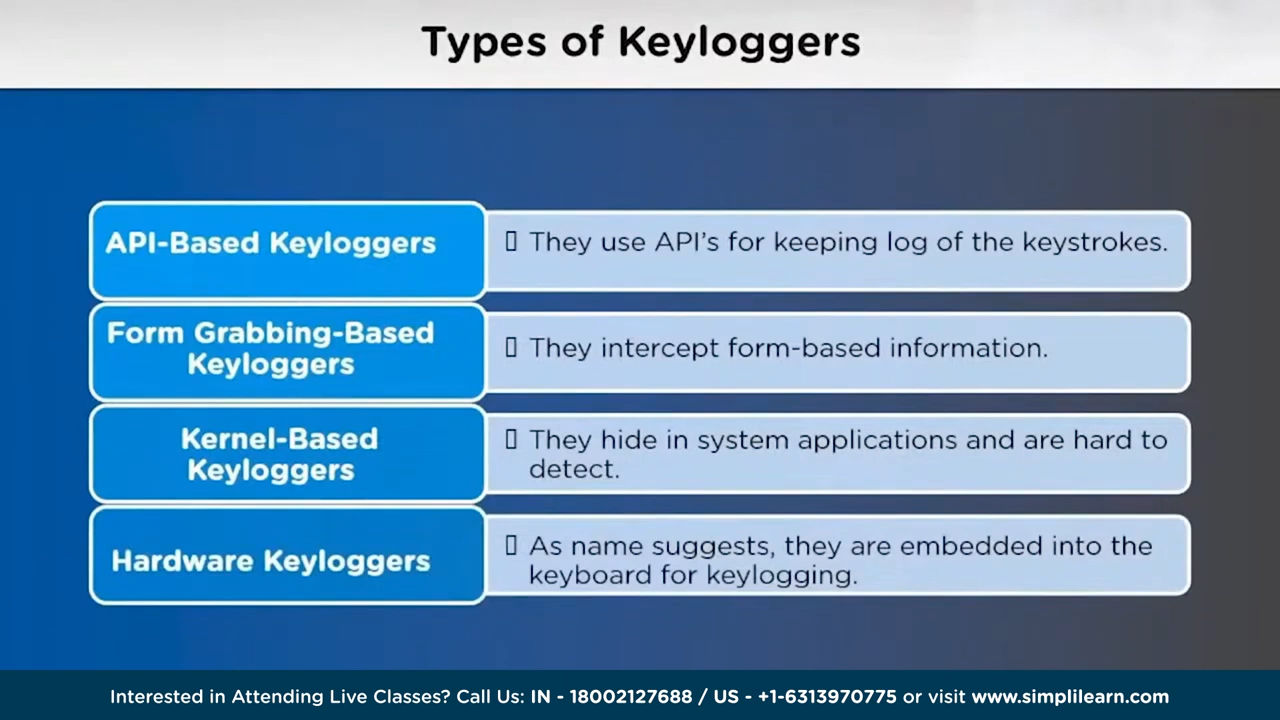 Types of Keyloggers
API-Based Keyloggers
They use API's for keeping log of the keystrokes.
Form Grabbing-Based
Keyloggers
They intercept form-based information.
Kernel-Based
Keyloggers
They hide in system applications and are hard to
detect.
Hardware Keyloggers
As name suggests, they are embedded into the
keyboard for keylogging.
Interested in Attending Live Classes? Call Us: IN - 18002127688 / US - +1-6313970775 or visit www.simplilearn.com